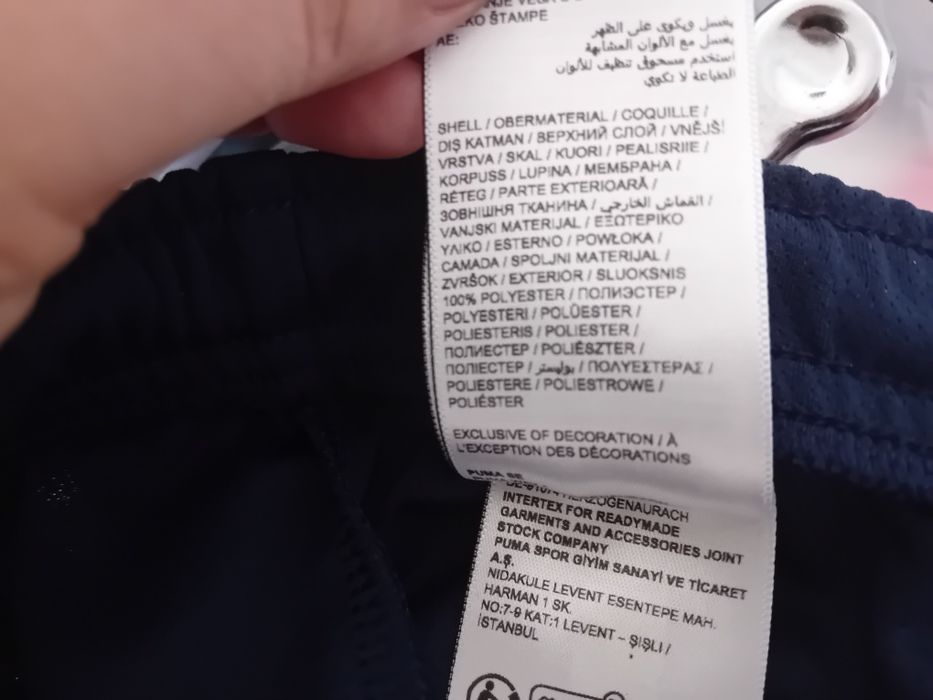 ŠTAMPE
AE:
يغسل ويكوى على الظهر
يغسل مع الألوان المشابهة
استخدم مسحوق تنظيف للألوان
الطباعة لا تكوي
SHELL / OBERMATERIAL / COQUILLE /
DIŞ KATMAN / ВЕРХНИЙ СЛОЙ / VNĚJŠÍ
VRSTVA / SKAL / KUORI / PEALISRIIE /
KORPUSS / LUPINA / МЕМБРАНА /
RÉTEG / PARTE EXTERIOARĂ /
ЗОВНІШНЯ ТКАНИНА / القماش الخارجي /
VANJSKI MATERIJAL / ΕΞΩΤΕΡΙΚΟ
ΥΛΙΚΟ / ESTERNO / POWŁOKA /
CAMADA / SPOLJNI MATERIJAL /
ZVRŠOK / EXTERIOR / SLUOKSNIS
100% POLYESTER / ПОЛИЭСТЕР /
POLYESTERI / POLÜESTER /
POLIESTERIS / POLIESTER /
ПОЛИЕСТЕР / POLIÉSZTER /
ПОЛІЕСТЕР / بوليستر / ΠΟΛΥΕΣΤΕΡΑΣ /
POLIESTERE / POLIESTROWE /
POLIÉSTER
EXCLUSIVE OF DECORATION / À
L'EXCEPTION DES DÉCORATIONS
PUMA SE
DE-91074 HERZOGENAURACH
INTERTEX FOR READYMADE
GARMENTS AND ACCESSORIES JOINT
STOCK COMPANY
PUMA SPOR GİYİM SANAYİ VE TİCARET
A.Ş.
NIDAKULE LEVENT ESENTEPE MAH.
HARMAN 1 SK.
NO:7-9 KAT:1 LEVENT – ŞİŞLİ /
İSTANBUL